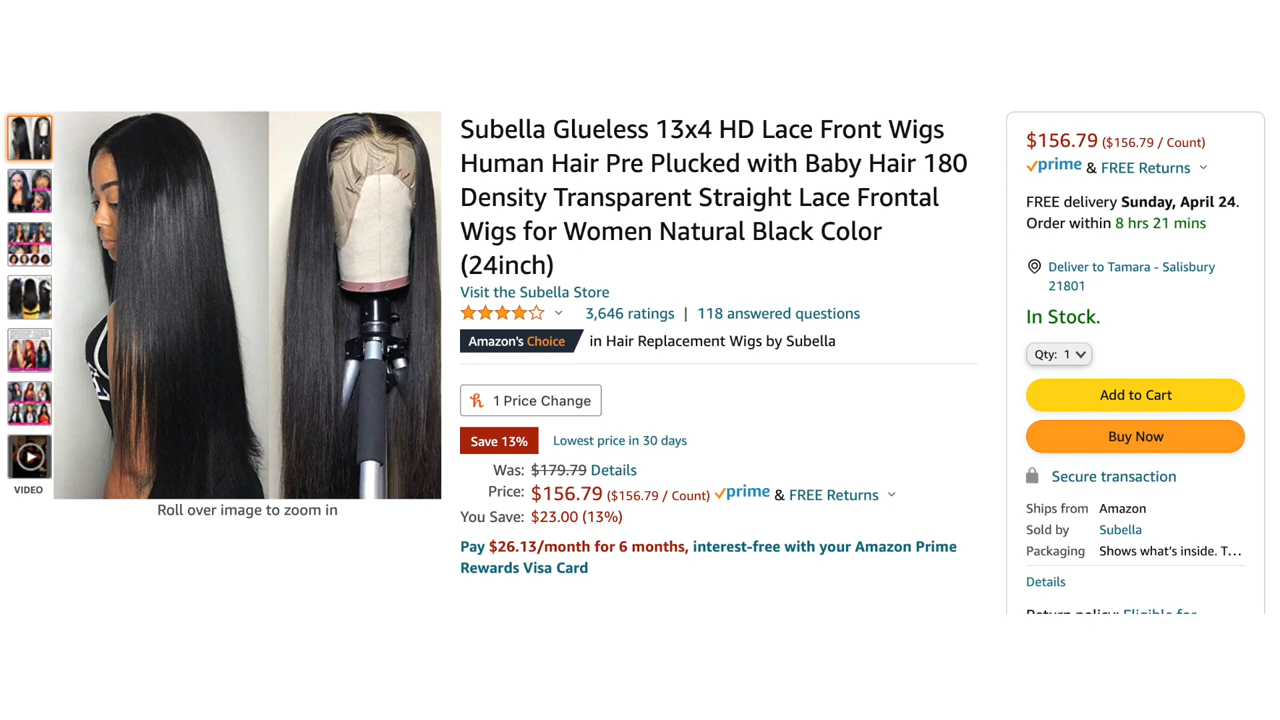 Subella Glueless 13x4 HD Lace Front Wigs
Human Hair Pre Plucked with Baby Hair 180
Density Transparent Straight Lace Frontal
Wigs for Women Natural Black Color
(24inch)
Visit the Subella Store
3,646 ratings | 118 answered questions
Amazon's Choice in Hair Replacement Wigs by Subella
1 Price Change
Save 13% Lowest price in 30 days
Was: $179.79 Details
Price: $156.79 ($156.79 / Count) prime & FREE Returns
You Save: $23.00 (13%)
Pay $26.13/month for 6 months, interest-free with your Amazon Prime
Rewards Visa Card
VIDEO
Roll over image to zoom in
$156.79 ($156.79 / Count)
prime & FREE Returns
FREE delivery Sunday, April 24.
Order within 8 hrs 21 mins
Deliver to Tamara - Salisbury
21801
In Stock.
Qty: 1
Add to Cart
Buy Now
Secure transaction
Ships from Amazon
Sold by Subella
Packaging Shows what's inside. T...
Details
Return policy: Eligible for